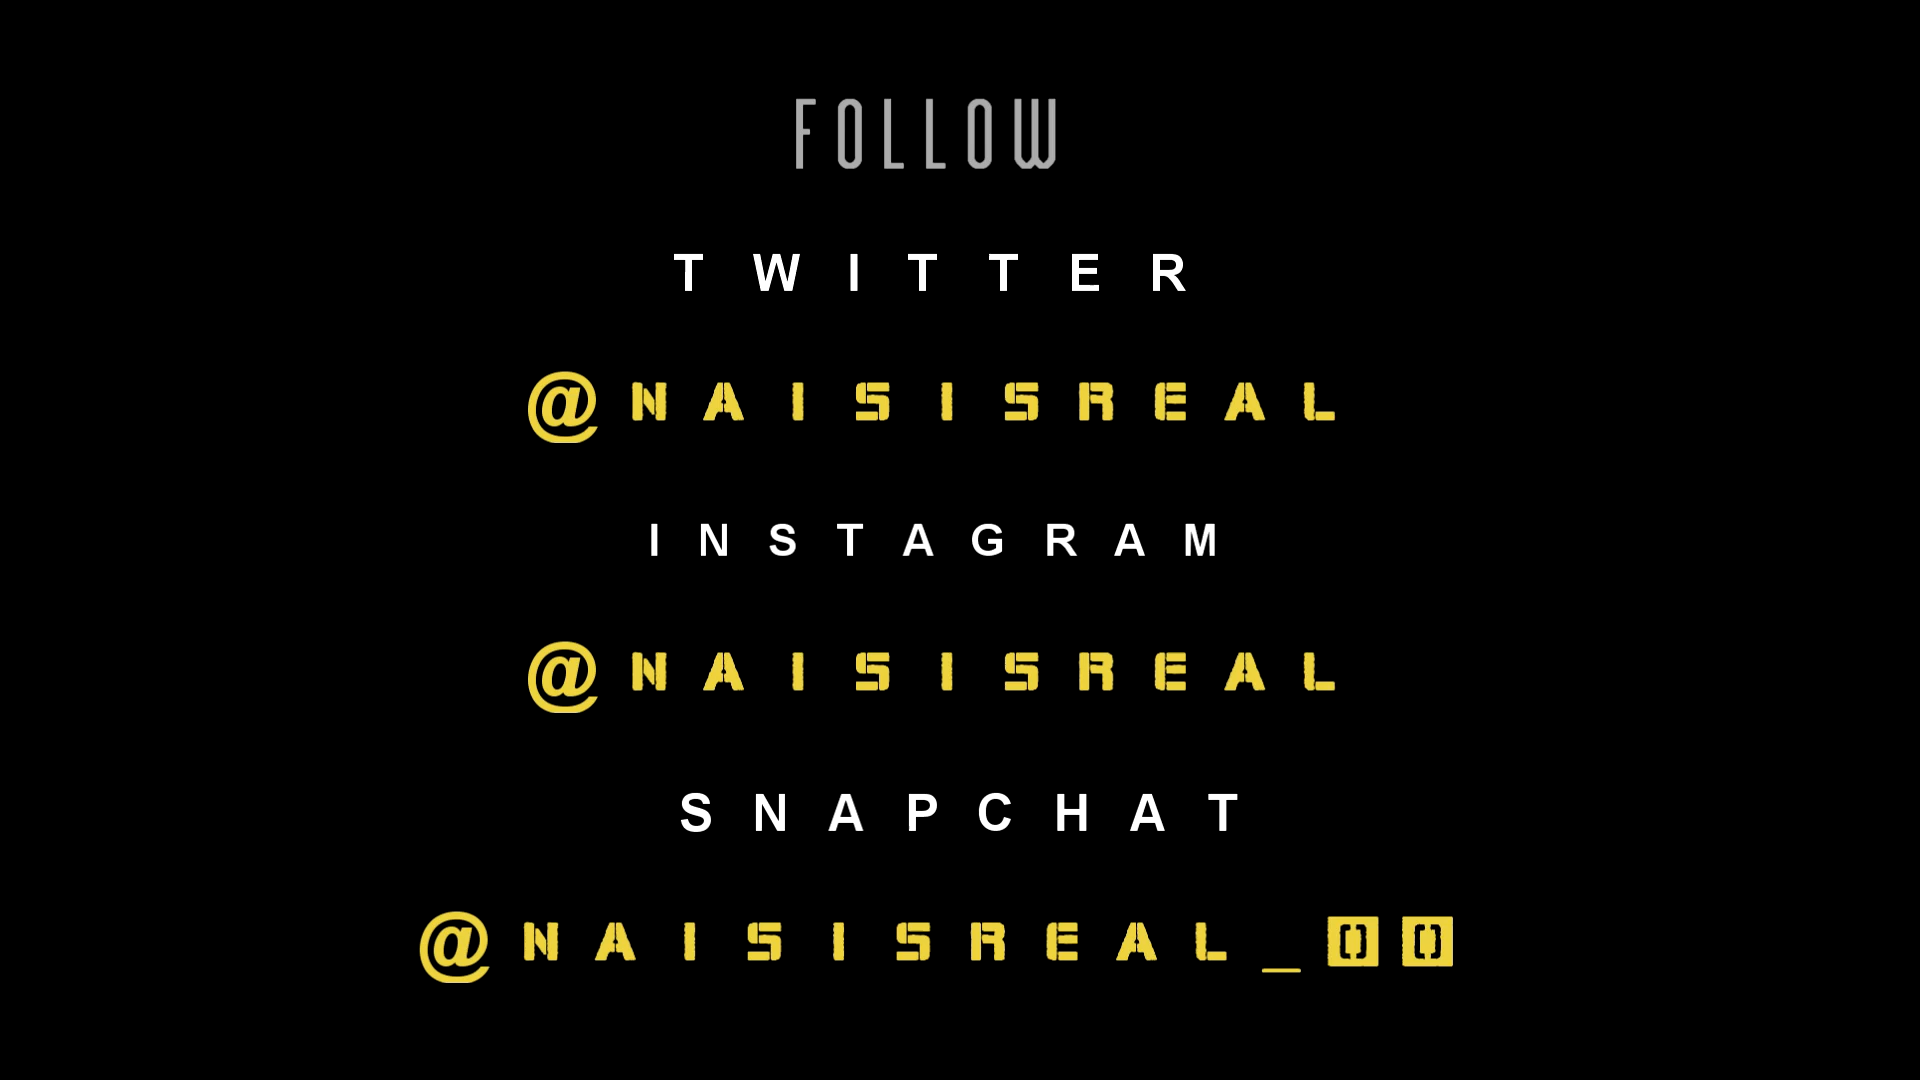 FOLLOW
TWITTER
@NAISISREAL
INSTAGRAM
@NAISISREAL
SNAPCHAT
@NAISISREAL_00